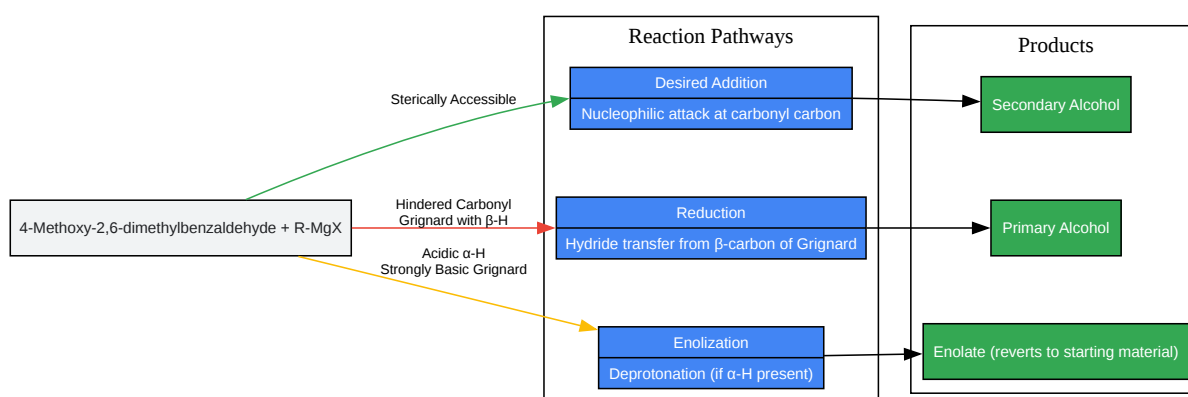 Reaction Pathways
Products
Desired Addition
Nucleophilic attack at carbonyl carbon
Sterically Accessible
Secondary Alcohol
4-Methoxy-2,6-dimethylbenzaldehyde + R-MgX
Hindered Carbonyl
Grignard with β-H
Reduction
Hydride transfer from β-carbon of Grignard
Primary Alcohol
Acidic α-H
Strongly Basic Grignard
Enolization
Deprotonation (if α-H present)
Enolate (reverts to starting material)